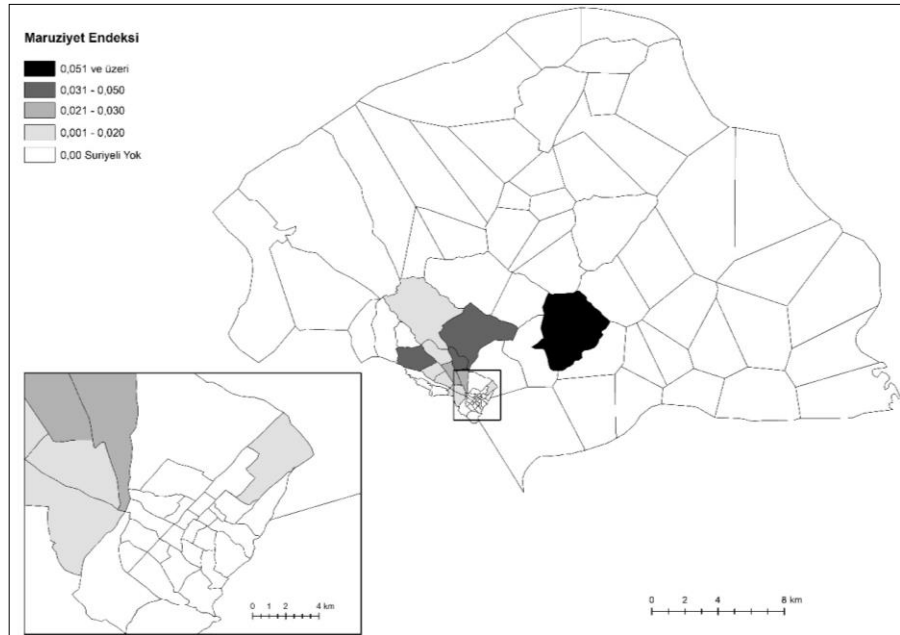 Maruziyet Endeksi
0,051 ve üzeri
0,031 - 0,050
0,021 - 0,030
0,001 - 0,020
0,00 Suriyeli Yok
0 1 2 4 km
0 2 4 8 km